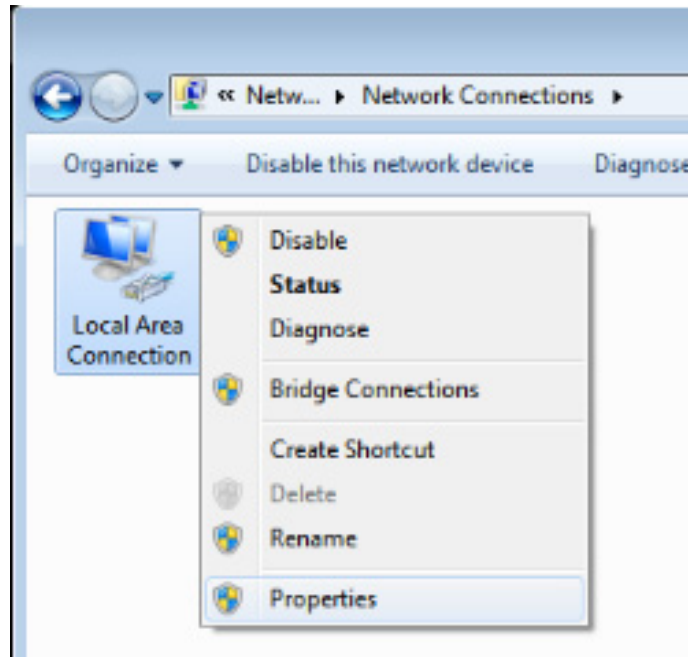 « Netw... ▸ Network Connections ▸
Organize ▾ Disable this network device Diagnose
Local Area
Connection
Disable
Status
Diagnose
Bridge Connections
Create Shortcut
Delete
Rename
Properties